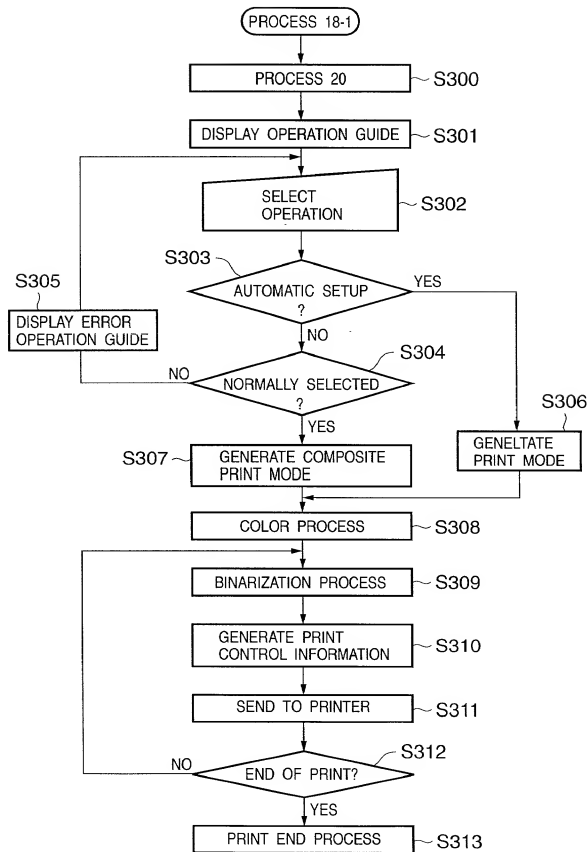 PROCESS 18-1
PROCESS 20
S300
DISPLAY OPERATION GUIDE
S301
SELECT
OPERATION
S302
S303
AUTOMATIC SETUP
?
YES
NO
S305
DISPLAY ERROR
OPERATION GUIDE
S304
NORMALLY SELECTED
?
NO
YES
S306
GENELTATE
PRINT MODE
S307
GENERATE COMPOSITE
PRINT MODE
COLOR PROCESS
S308
BINARIZATION PROCESS
S309
GENERATE PRINT
CONTROL INFORMATION
S310
SEND TO PRINTER
S311
S312
END OF PRINT?
NO
YES
PRINT END PROCESS
S313